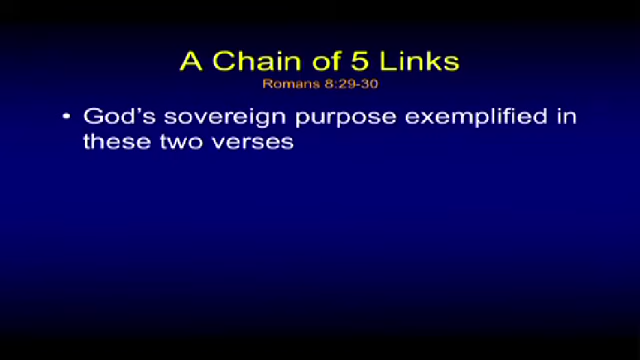 A Chain of 5 Links
Romans 8:29-30
• God's sovereign purpose exemplified in
these two verses